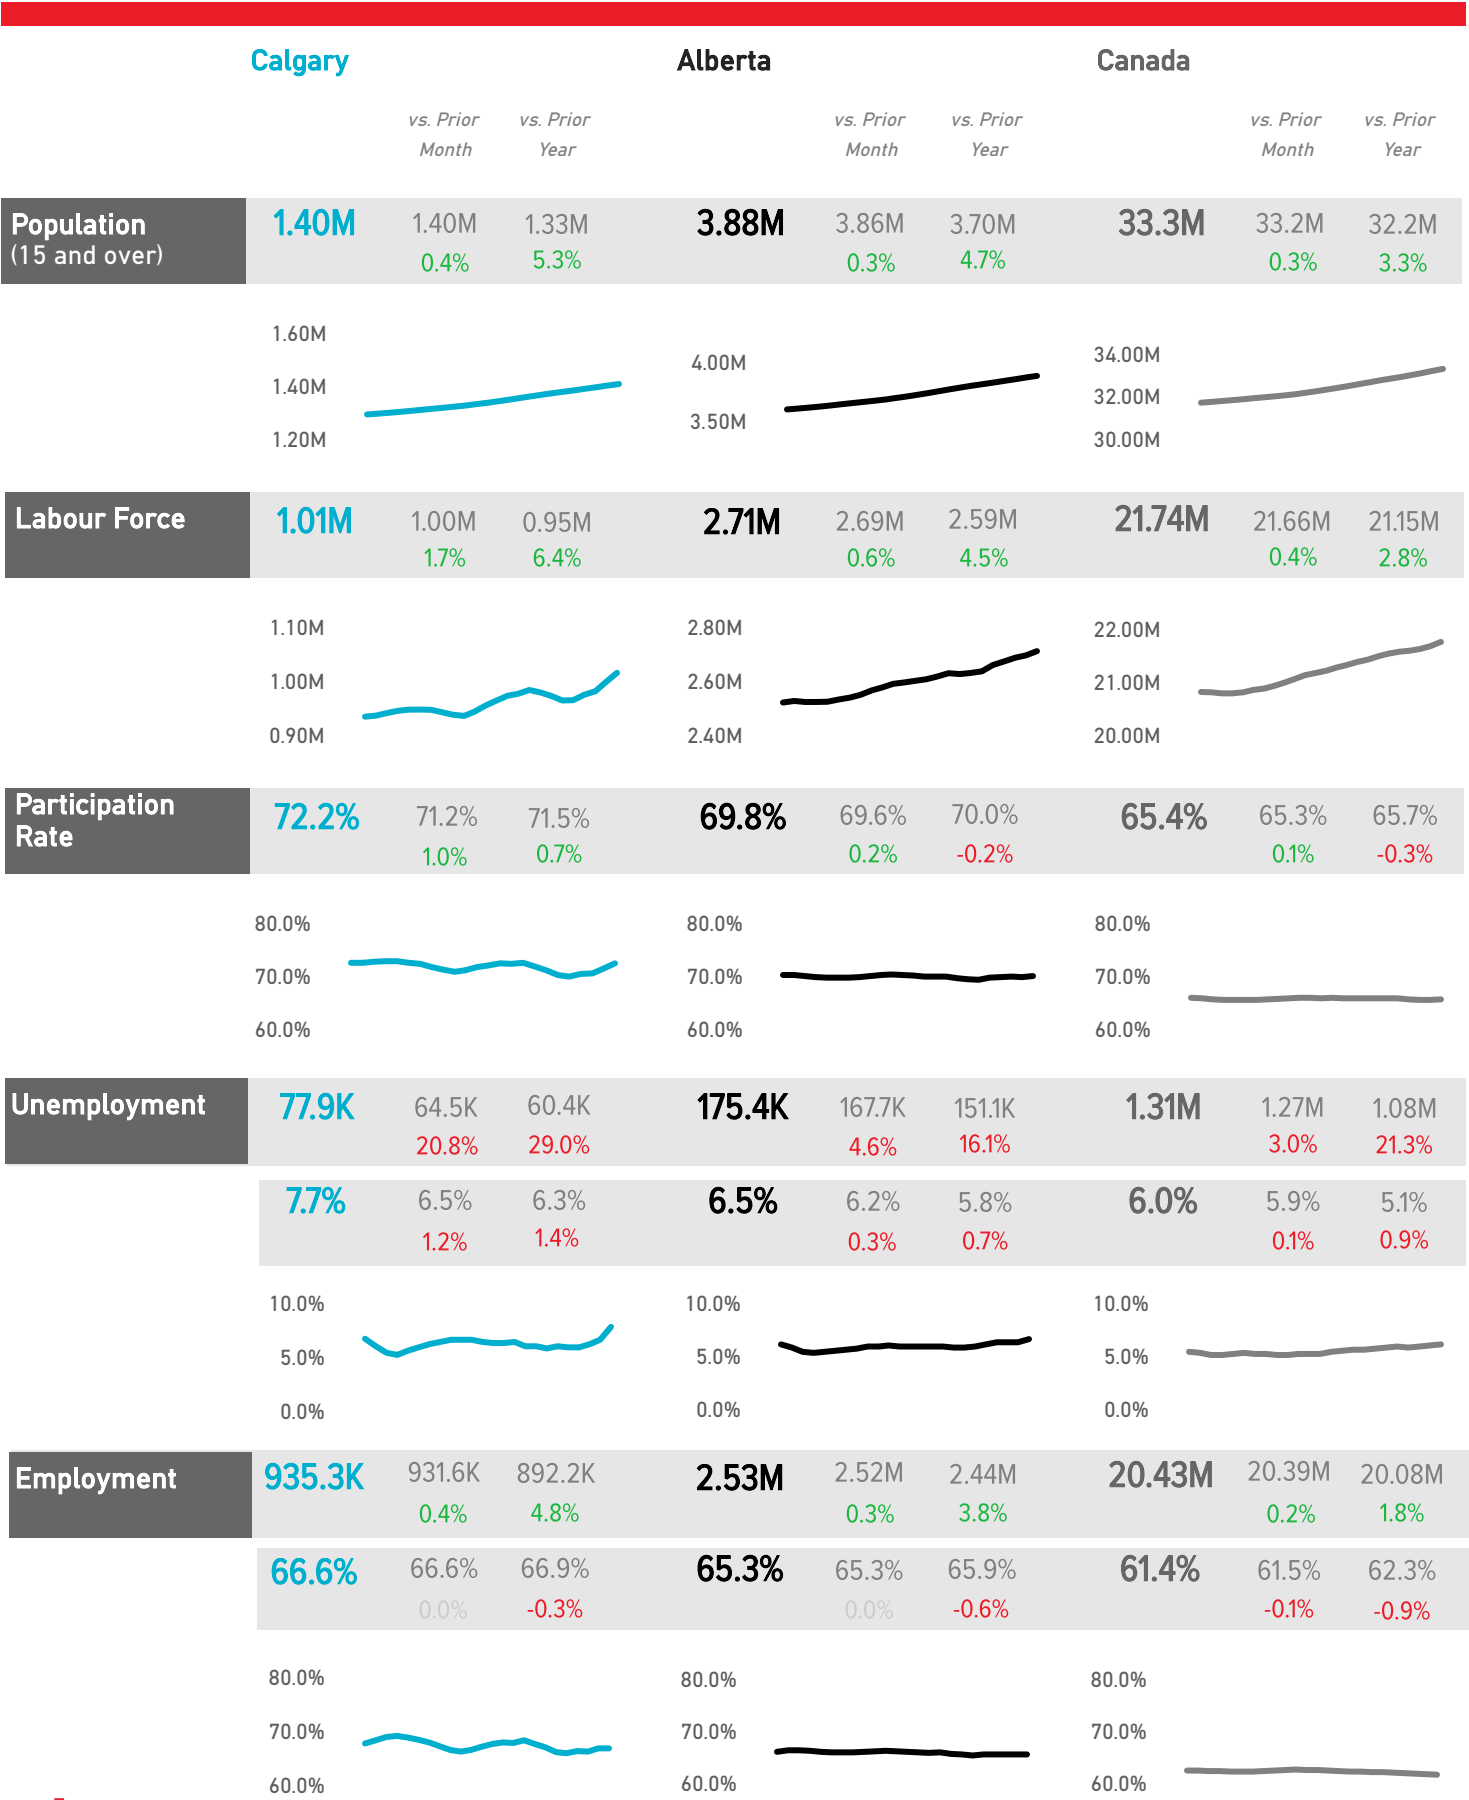 Calgary Alberta Canada
vs. Prior vs. Prior vs. Prior vs. Prior vs. Prior vs. Prior
Month Year Month Year Month Year
Population 1.40M 1.40M 1.33M 3.88M 3.86M 3.70M 33.3M 33.2M 32.2M
(15 and over) 0.4% 5.3% 0.3% 4.7% 0.3% 3.3%
1.60M
1.40M
1.20M
4.00M
3.50M
34.00M
32.00M
30.00M
Labour Force 1.01M 1.00M 0.95M 2.71M 2.69M 2.59M 21.74M 21.66M 21.15M
1.7% 6.4% 0.6% 4.5% 0.4% 2.8%
1.10M 2.80M 22.00M
1.00M 2.60M 21.00M
0.90M 2.40M 20.00M
Participation
Rate
72.2% 71.2% 71.5% 69.8% 69.6% 70.0% 65.4% 65.3% 65.7%
1.0% 0.7% 0.2% -0.2% 0.1% -0.3%
80.0% 80.0% 80.0%
70.0% 70.0% 70.0%
60.0% 60.0% 60.0%
Unemployment 77.9K 64.5K 60.4K 175.4K 167.7K 151.1K 1.31M 1.27M 1.08M
20.8% 29.0% 4.6% 16.1% 3.0% 21.3%
7.7% 6.5% 6.3% 6.5% 6.2% 5.8% 6.0% 5.9% 5.1%
1.2% 1.4% 0.3% 0.7% 0.1% 0.9%
10.0% 10.0% 10.0%
5.0% 5.0% 5.0%
0.0% 0.0% 0.0%
Employment 935.3K 931.6K 892.2K 2.53M 2.52M 2.44M 20.43M 20.39M 20.08M
0.4% 4.8% 0.3% 3.8% 0.2% 1.8%
66.6% 66.6% 66.9% 65.3% 65.3% 65.9% 61.4% 61.5% 62.3%
0.0% -0.3% 0.0% -0.6% -0.1% -0.9%
80.0% 80.0% 80.0%
70.0% 70.0% 70.0%
60.0% 60.0% 60.0%